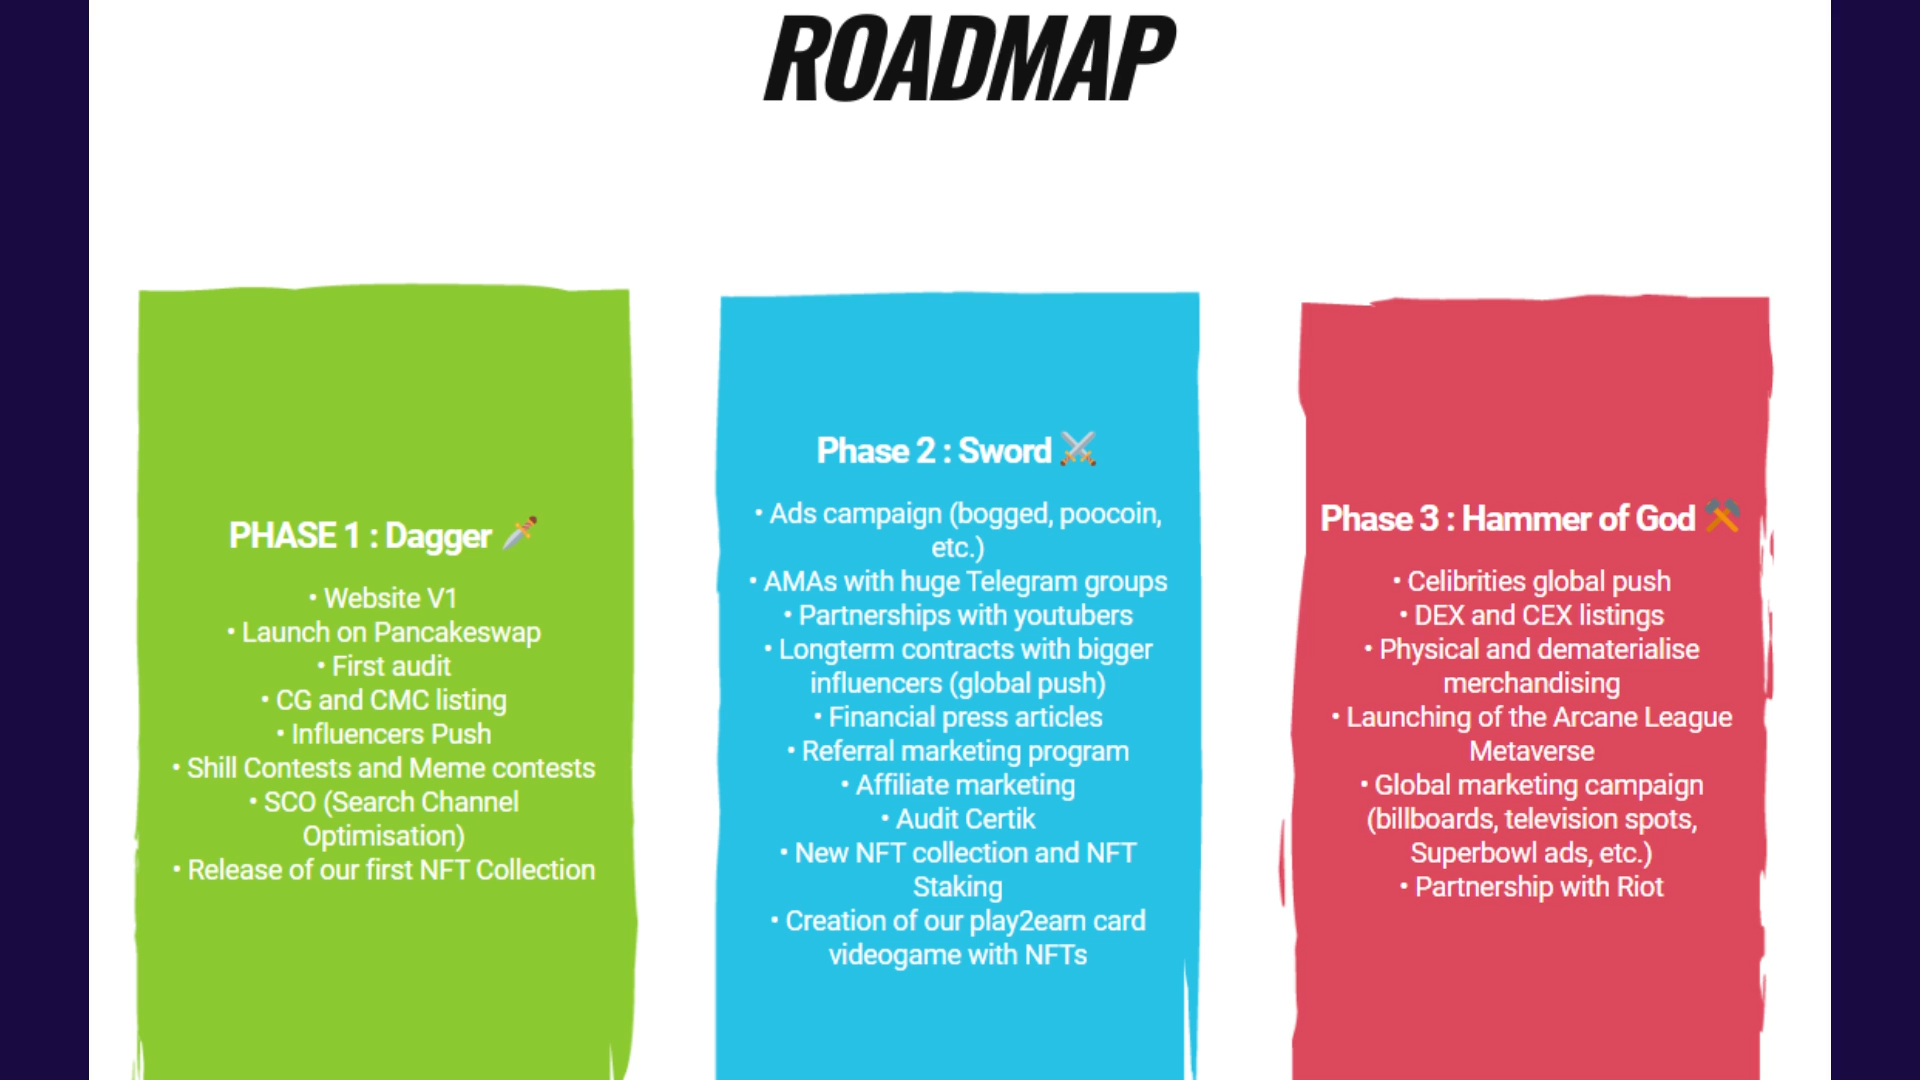 ROADMAP
PHASE 1 : Dagger 🗡️
• Website V1
• Launch on Pancakeswap
• First audit
• CG and CMC listing
• Influencers Push
• Shill Contests and Meme contests
• SCO (Search Channel
Optimisation)
• Release of our first NFT Collection
Phase 2 : Sword ⚔️
• Ads campaign (bogged, poocoin,
etc.)
• AMAs with huge Telegram groups
• Partnerships with youtubers
• Longterm contracts with bigger
influencers (global push)
• Financial press articles
• Referral marketing program
• Affiliate marketing
• Audit Certik
• New NFT collection and NFT
Staking
• Creation of our play2earn card
videogame with NFTs
Phase 3 : Hammer of God ⚒️
• Celibrities global push
• DEX and CEX listings
• Physical and dematerialise
merchandising
• Launching of the Arcane League
Metaverse
• Global marketing campaign
(billboards, television spots,
Superbowl ads, etc.)
• Partnership with Riot